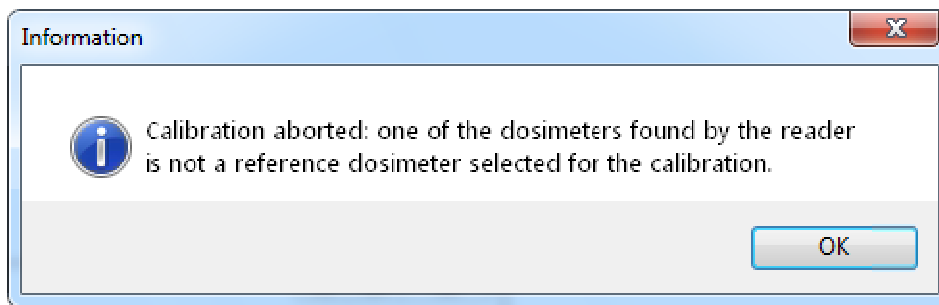 Information
Calibration aborted: one of the dosimeters found by the reader
is not a reference dosimeter selected for the calibration.
OK